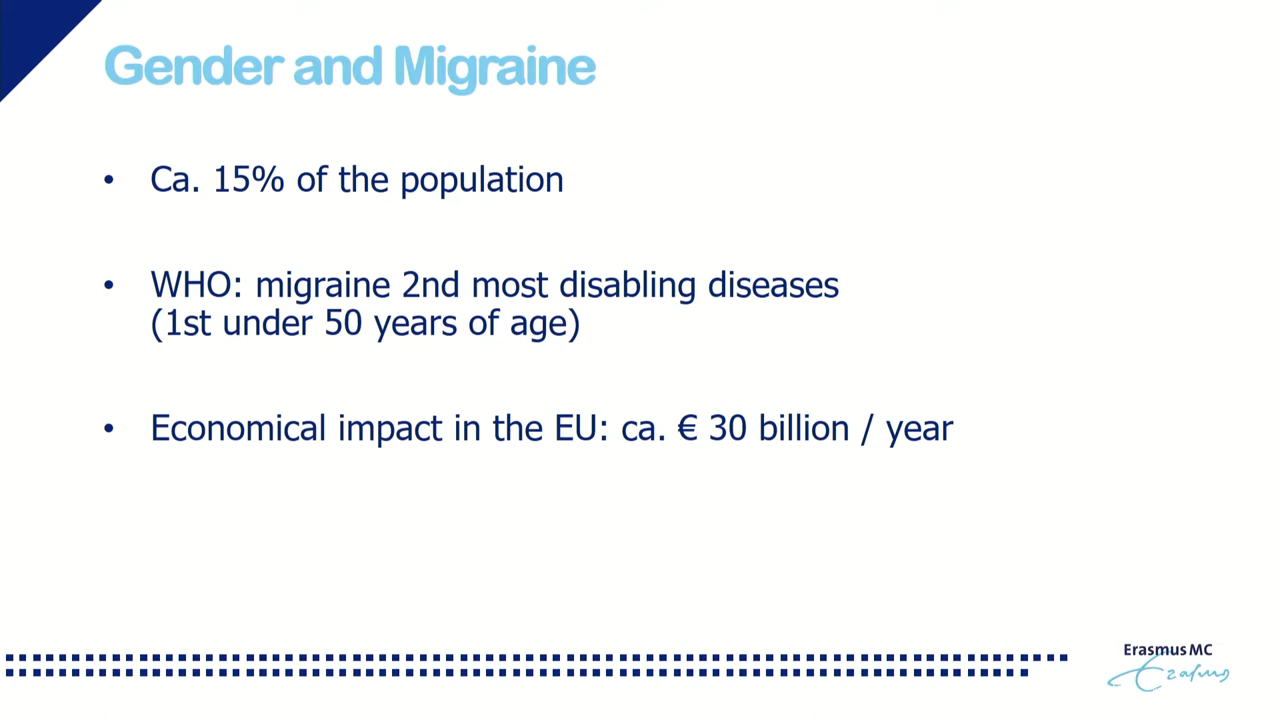 Gender and Migraine
• Ca. 15% of the population
• WHO: migraine 2nd most disabling diseases
(1st under 50 years of age)
• Economical impact in the EU: ca. € 30 billion / year
Erasmus MC
Erasmus